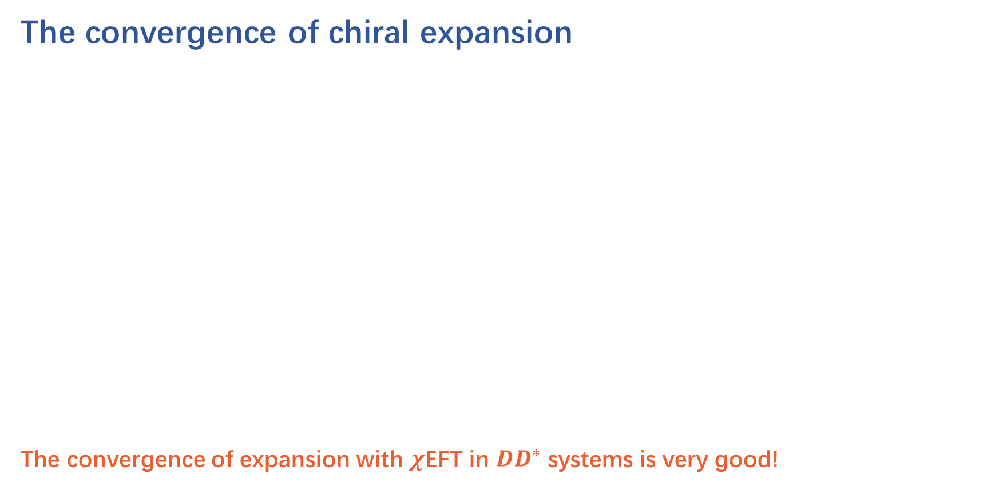 The convergence of chiral expansion
The convergence of expansion with χEFT in DD* systems is very good!